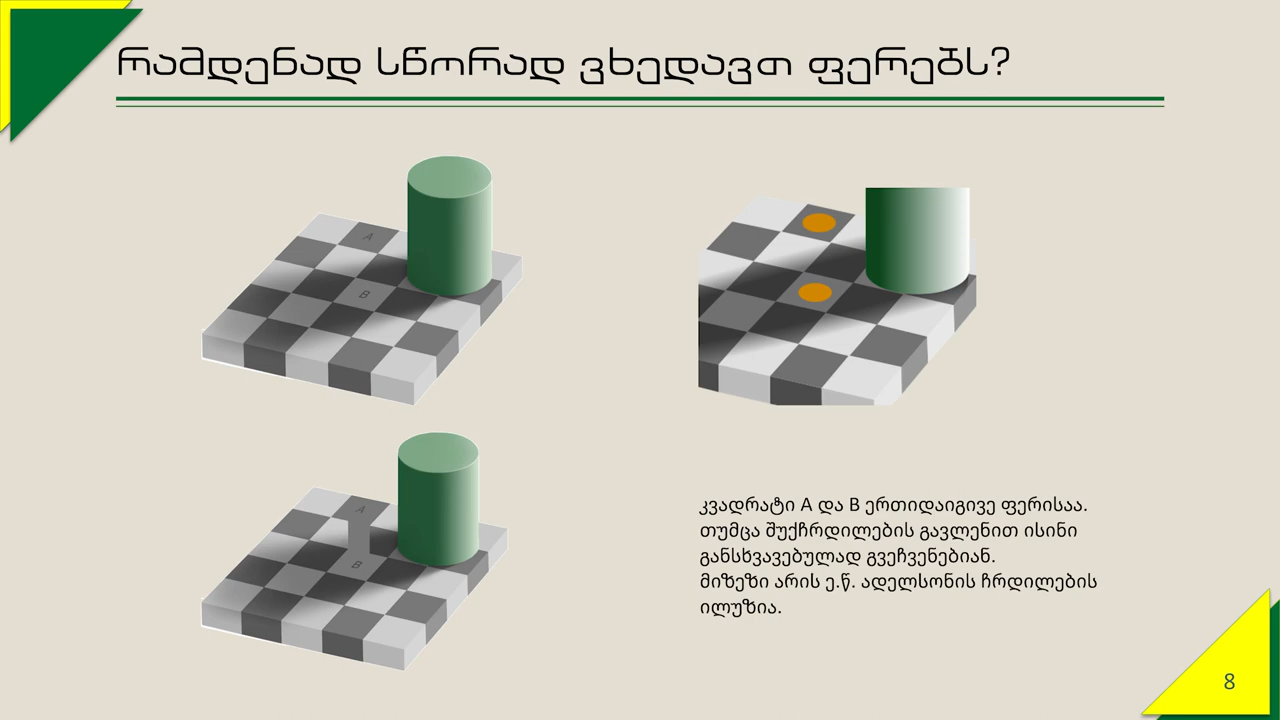 რამდენად სწორად ვხედავთ ფერებს?
A
B
A
B
კვადრატი A და B ერთიდაიგივე ფერისაა.
თუმცა შუქჩრდილების გავლენით ისინი
განსხვავებულად გვეჩვენებიან.
მიზეზი არის ე.წ. ადელსონის ჩრდილების
ილუზია.
8